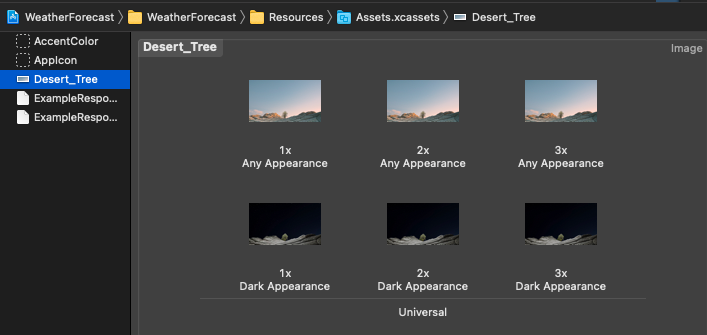 WeatherForecast WeatherForecast Resources Assets.xcassets Desert_Tree
AccentColor
AppIcon
Desert_Tree
ExampleRespo...
ExampleRespo...
Desert_Tree
Image
1x 2x 3x
Any Appearance Any Appearance Any Appearance
1x 2x 3x
Dark Appearance Dark Appearance Dark Appearance
Universal